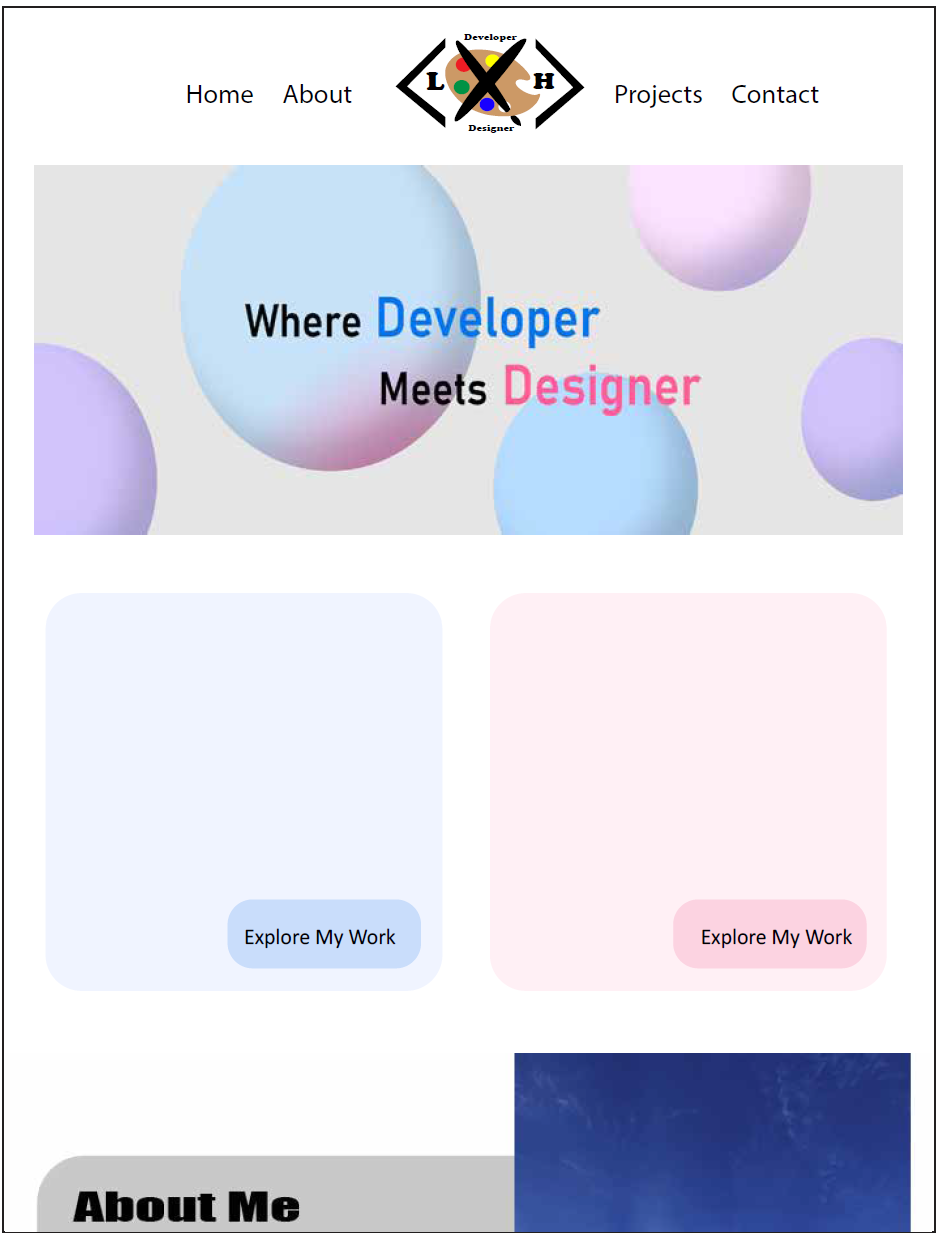 Developer
Home About L H Projects Contact
Designer
Where Developer
Meets Designer
Explore My Work Explore My Work
About Me